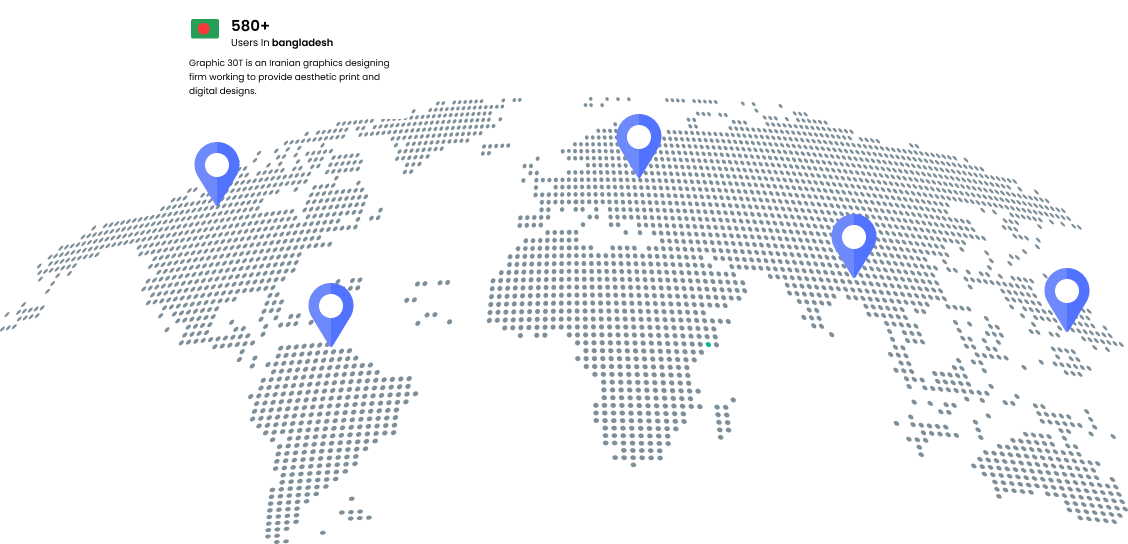 580+
Users In bangladesh
Graphic 30T is an Iranian graphics designing
firm working to provide aesthetic print and
digital designs.